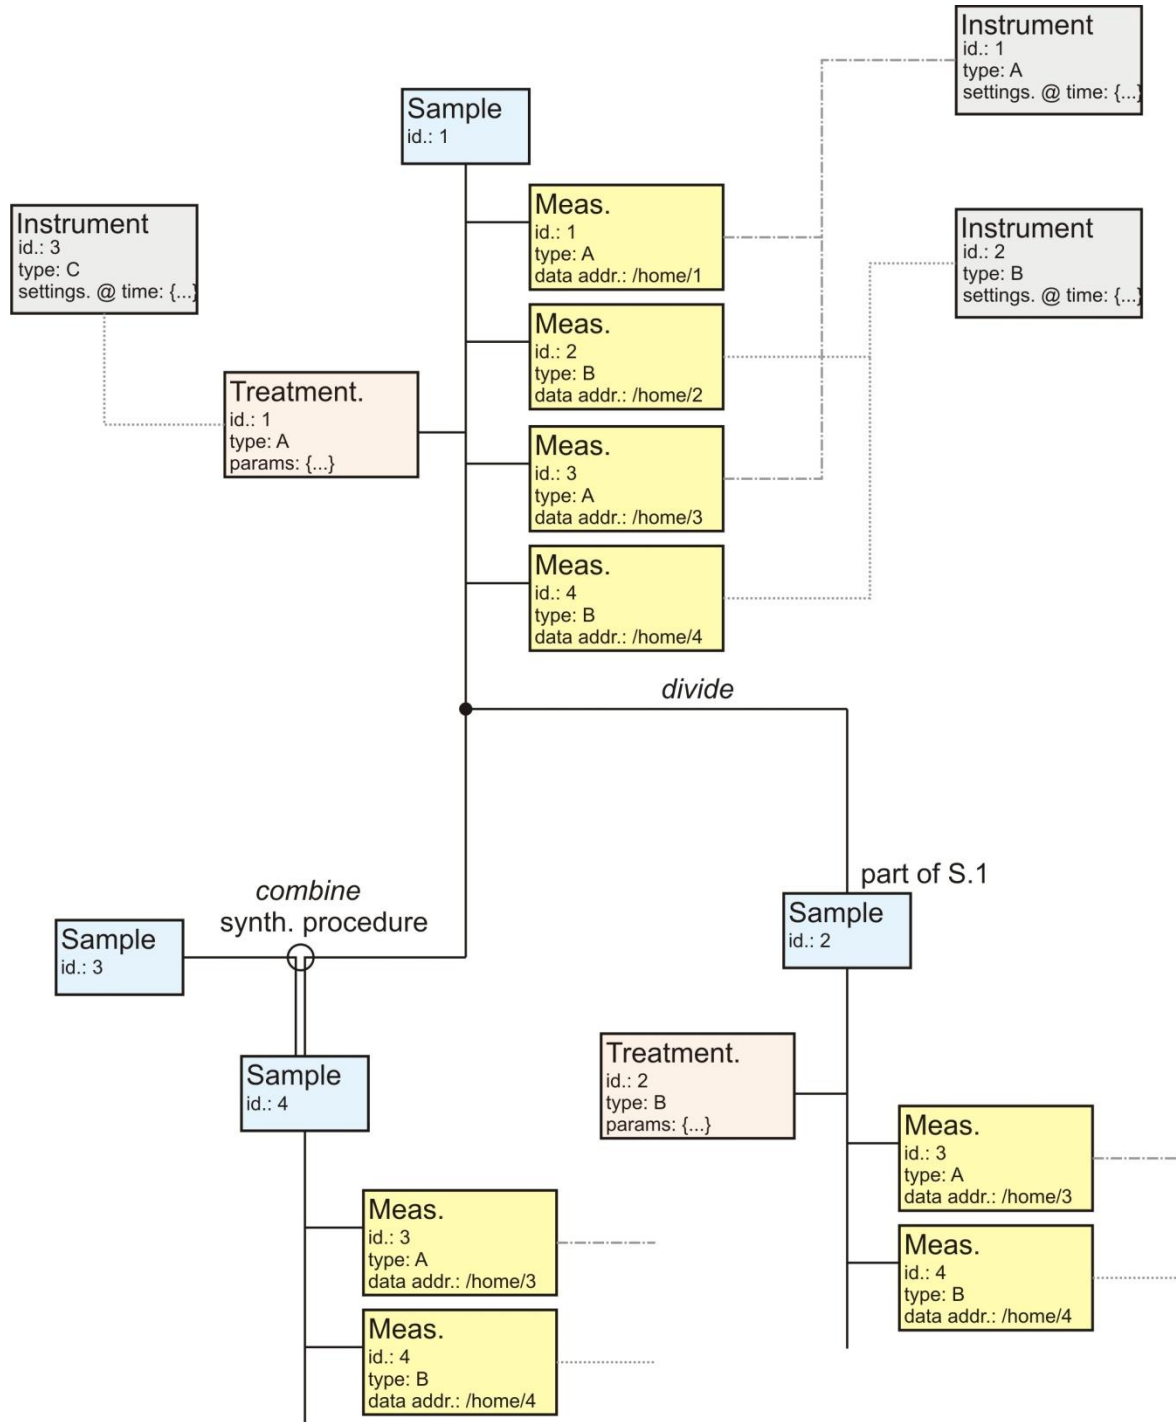 Instrument
id.: 1
type: A
settings. @ time: {...}
Sample
id.: 1
Meas.
id.: 1
type: A
data addr.: /home/1
Instrument
id.: 3
type: C
settings. @ time: {...}
Instrument
id.: 2
type: B
settings. @ time: {...}
Meas.
id.: 2
type: B
data addr.: /home/2
Treatment.
id.: 1
type: A
params: {...}
Meas.
id.: 3
type: A
data addr.: /home/3
Meas.
id.: 4
type: B
data addr.: /home/4
divide
part of S.1
combine
synth. procedure
Sample
id.: 3
Sample
id.: 2
Sample
id.: 4
Treatment.
id.: 2
type: B
params: {...}
Meas.
id.: 3
type: A
data addr.: /home/3
Meas.
id.: 4
type: B
data addr.: /home/4
Meas.
id.: 3
type: A
data addr.: /home/3
Meas.
id.: 4
type: B
data addr.: /home/4